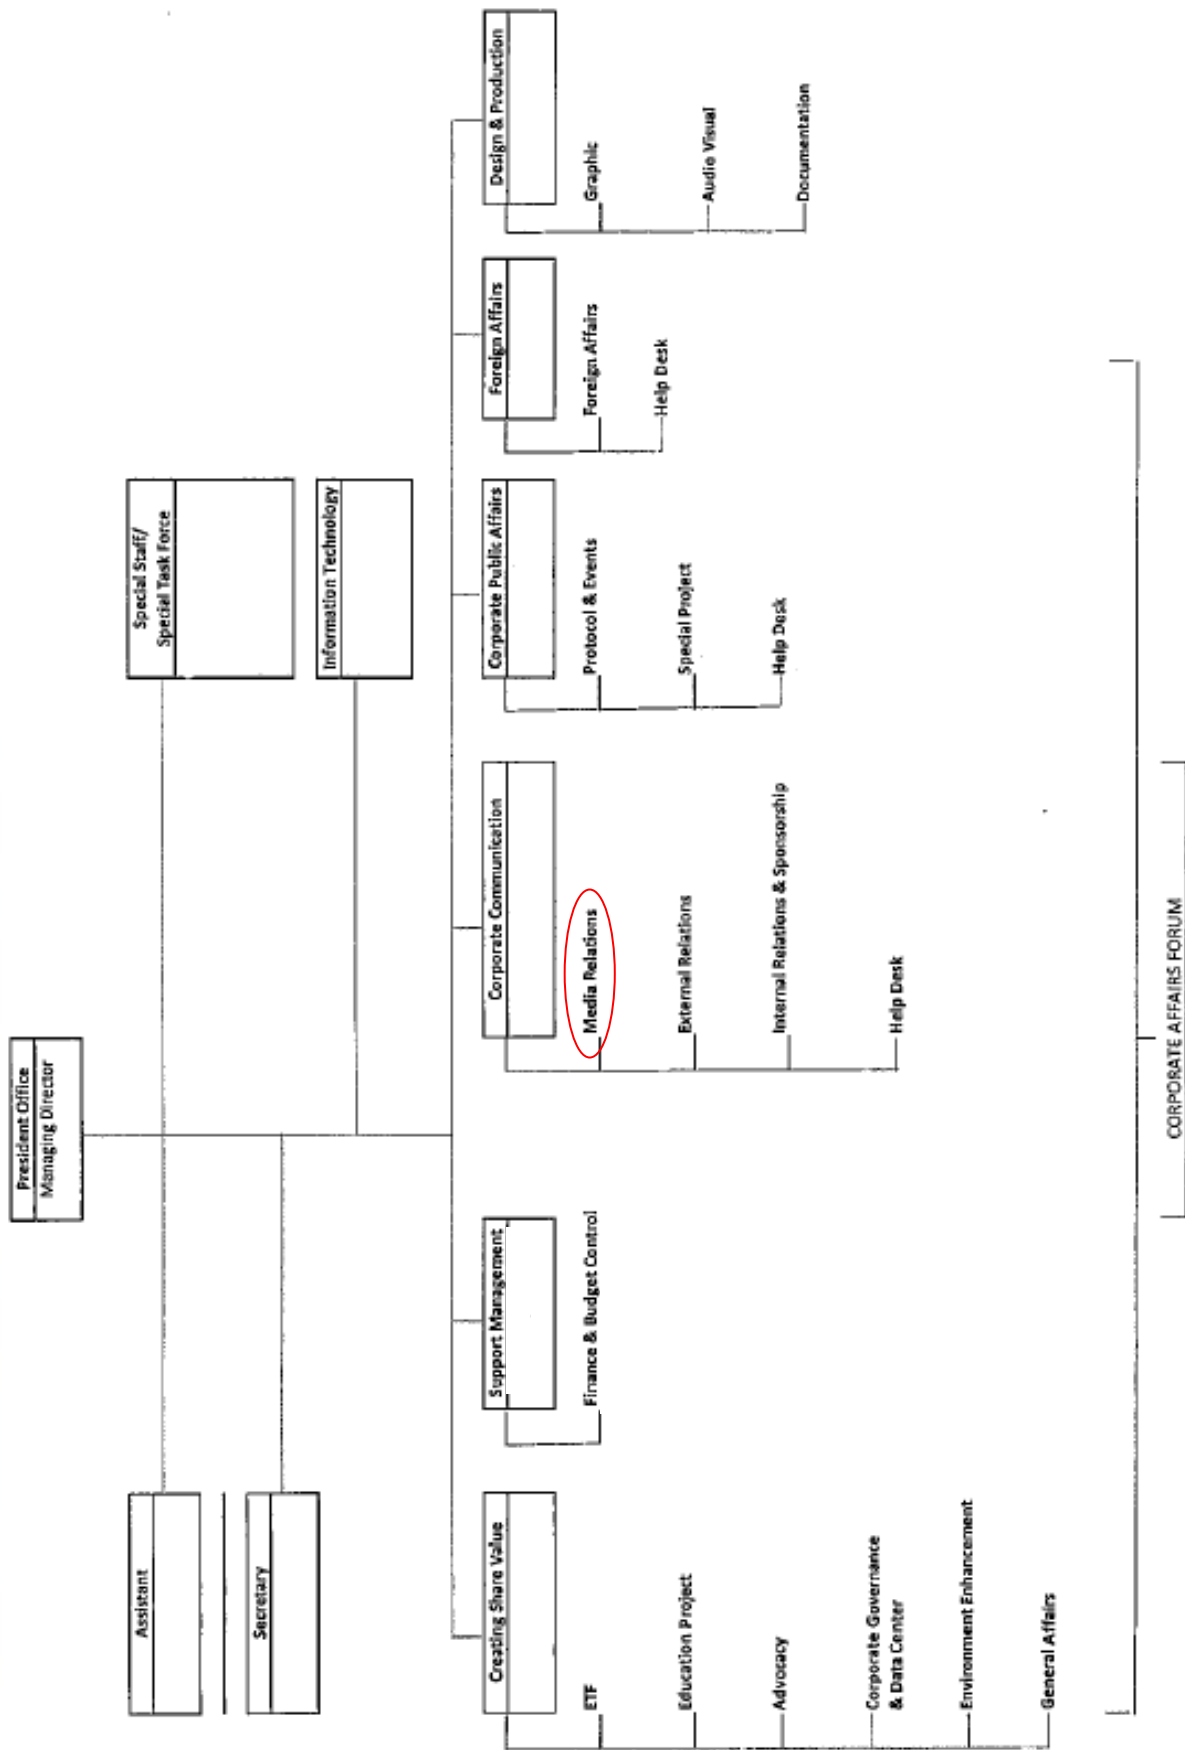 President Office
Managing Director
Assistant
Special Staff/
Special Task Force
Secretary
Information Technology
Creating Share Value
ETF
Education Project
Advocacy
Corporate Governance
& Data Center
Environment Enhancement
General Affairs
Support Management
Finance & Budget Control
Corporate Communication
Media Relations
External Relations
Internal Relations & Sponsorship
Help Desk
Corporate Public Affairs
Protocol & Events
Special Project
Help Desk
Foreign Affairs
Foreign Affairs
Help Desk
Design & Production
Graphic
Audio Visual
Documentation
CORPORATE AFFAIRS FORUM